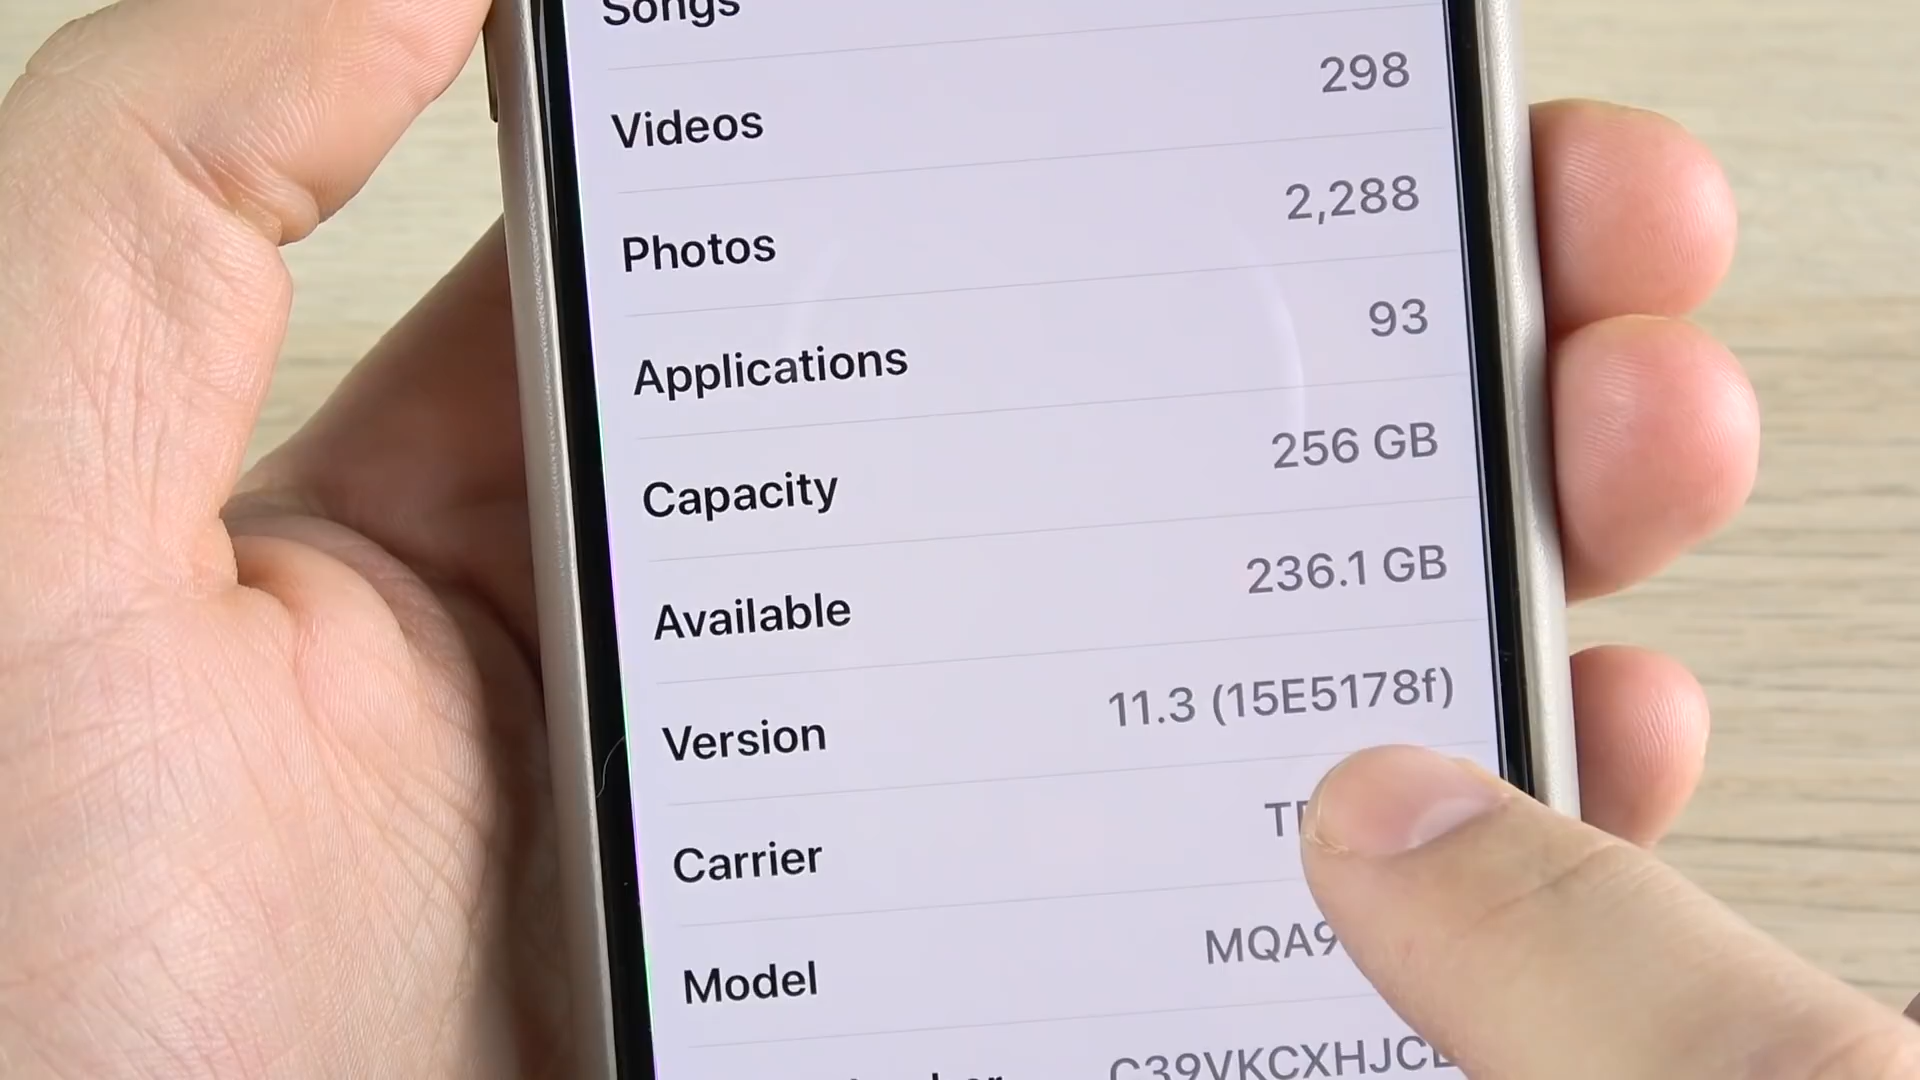 Songs
Videos 298
Photos 2,288
Applications 93
Capacity 256 GB
Available 236.1 GB
Version 11.3 (15E5178f)
Carrier
Model